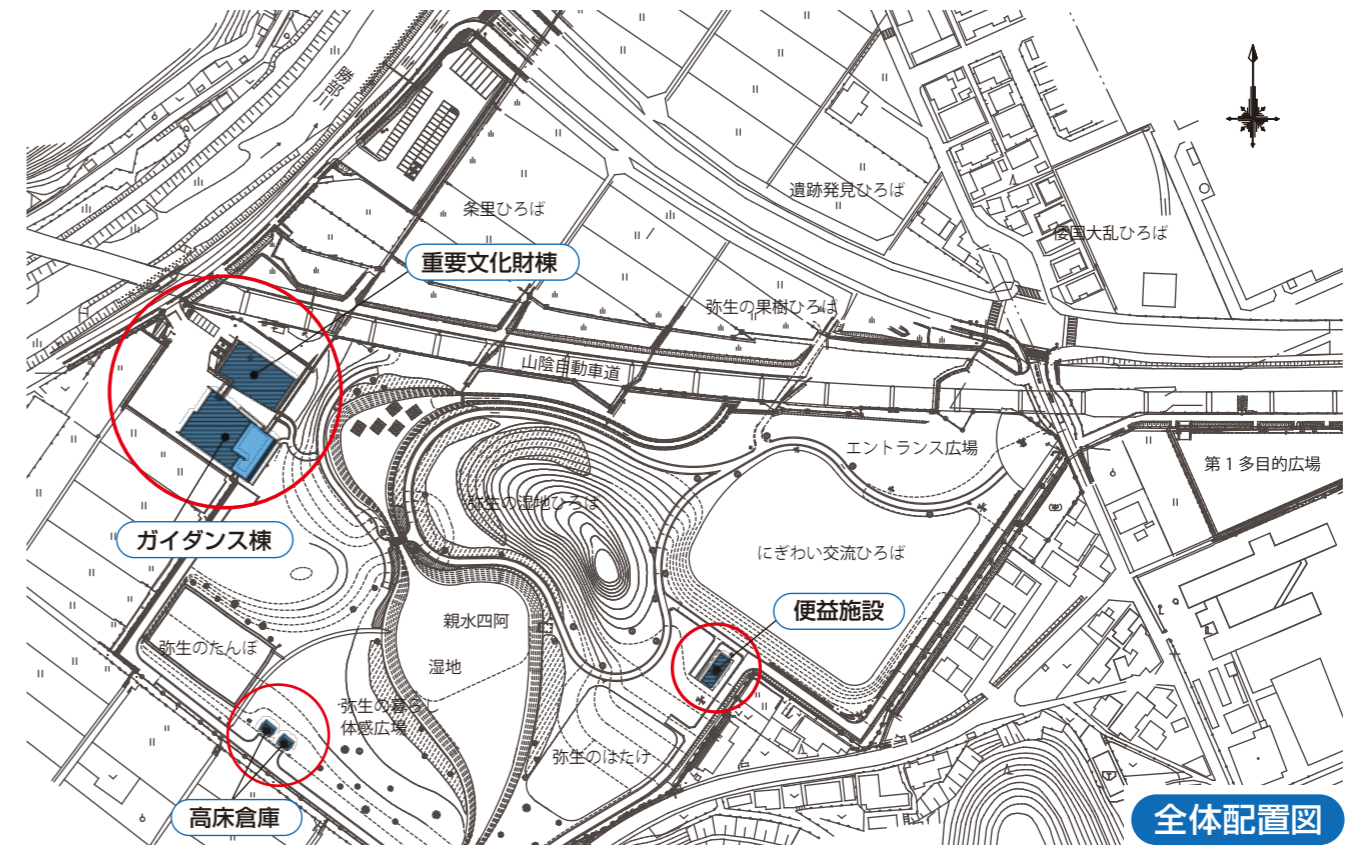 勝部川
遺跡発見ひろば
条里ひろば
倭国大乱ひろば
重要文化財棟
弥生の果樹ひろば
山陰自動車道
エントランス広場
第1多目的広場
弥生の湿地ひろば
ガイダンス棟
にぎわい交流ひろば
便益施設
親水四阿
弥生のたんぼ
湿地
弥生の暮らし
体感広場
弥生のはたけ
高床倉庫
全体配置図